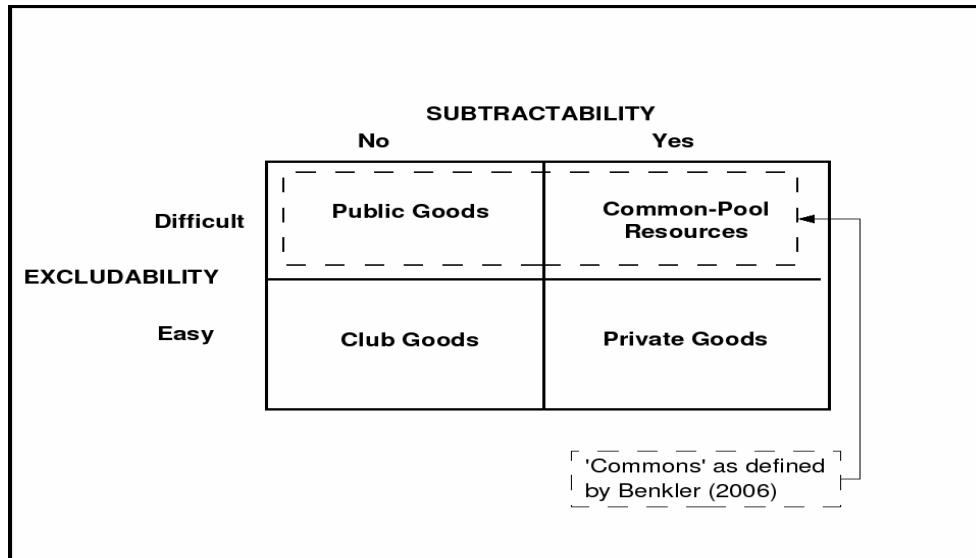 SUBTRACTABILITY
No Yes
Difficult
Public Goods
Common-Pool
Resources
EXCLUDABILITY
Easy
Club Goods
Private Goods
'Commons' as defined
by Benkler (2006)